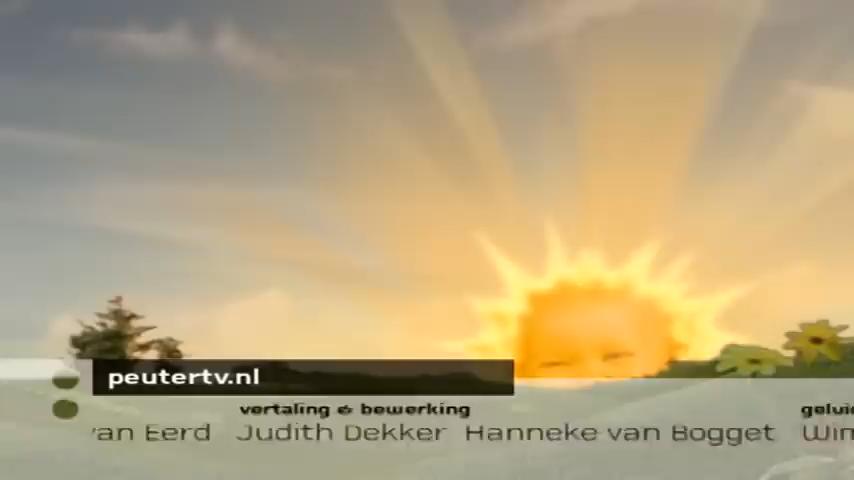 peutertv.nl
vertaling & bewerking
van Eerd Judith Dekker Hanneke van Bogget